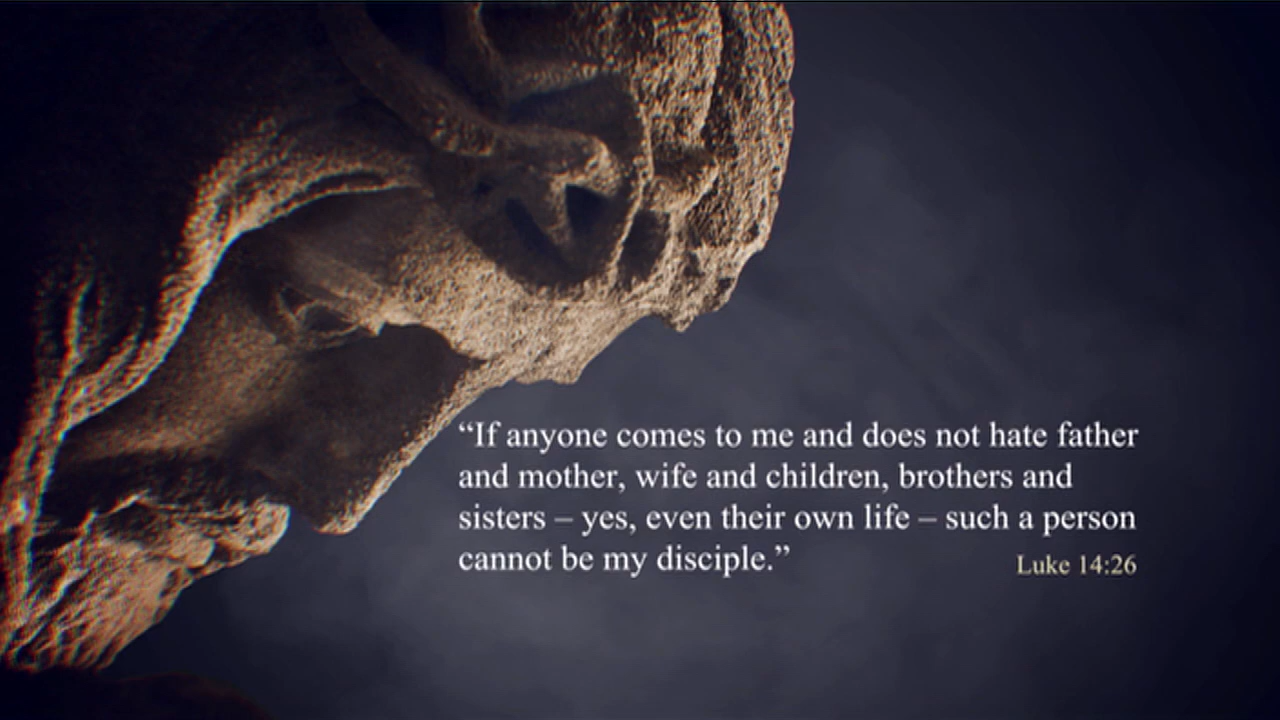 “If anyone comes to me and does not hate father
and mother, wife and children, brothers and
sisters – yes, even their own life – such a person
cannot be my disciple.”
Luke 14:26